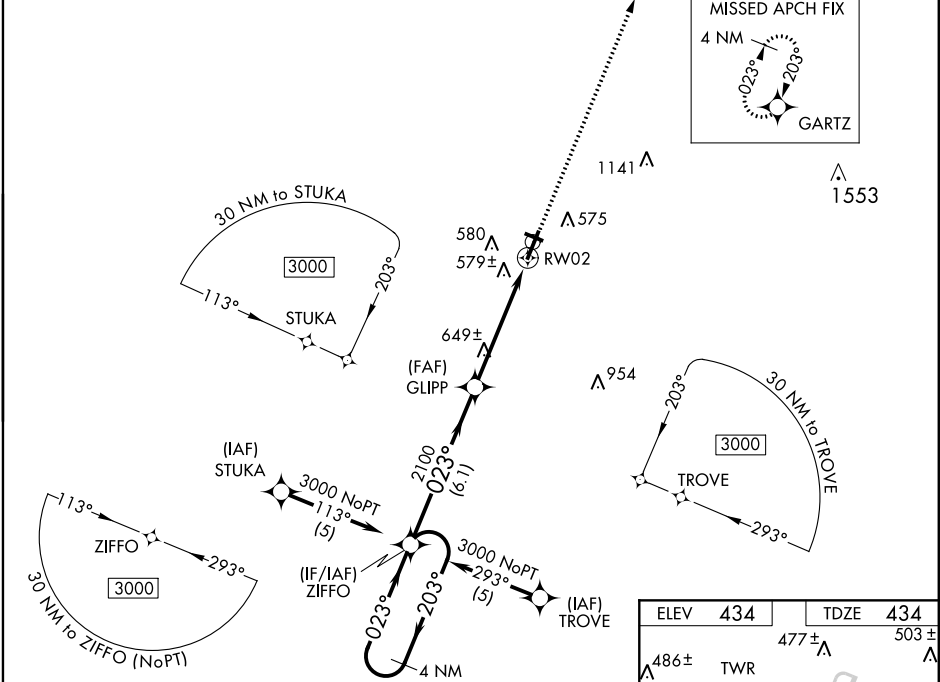 MISSED APCH FIX
4 NM
023°
203°
GARTZ
1141
1553
30 NM to STUKA
3000
203°
113°
STUKA
580
575
579±
RW02
649±
(FAF)
GLIPP
954
203°
30 NM to TROVE
3000
TROVE
293°
(IAF)
STUKA
3000 NoPT
113°
(5)
2100
023°
(6.1)
113°
ZIFFO
293°
3000
30 NM to ZIFFO (NoPT)
(IF/IAF)
ZIFFO
3000 NoPT
293°
(5)
(IAF)
TROVE
023°
203°
4 NM
ELEV 434
TDZE 434
486±
TWR
477±
503±